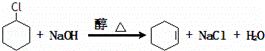 Cl
+ NaOH 醇 △ + NaCl + H₂O